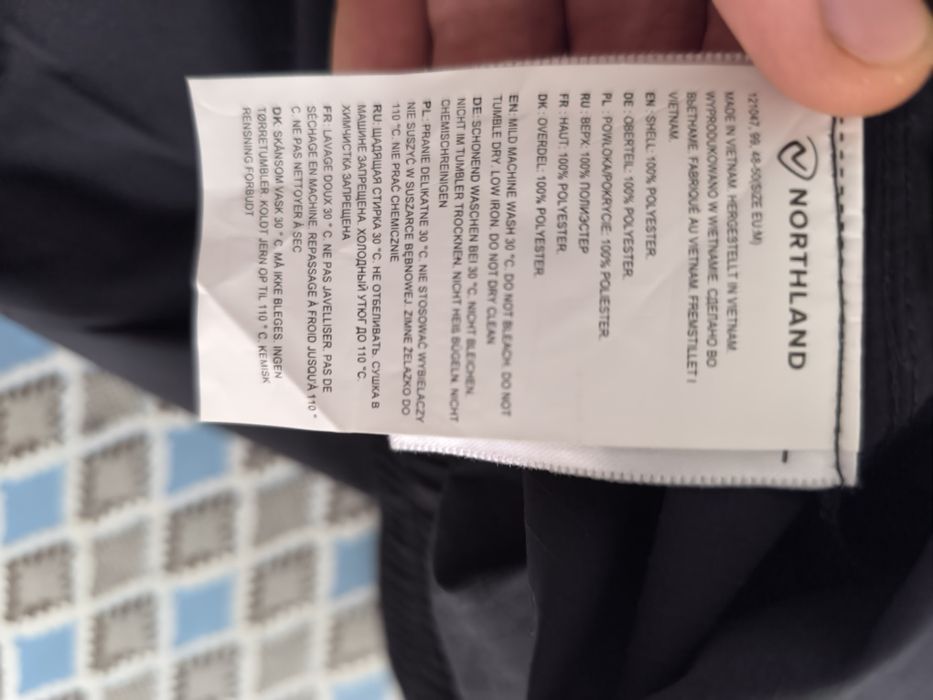 NORTHLAND
121047, 99, 48-50(SIZE EU M)
MADE IN VIETNAM. HERGESTELLT IN VIETNAM.
WYPRODUKOWANO W WIETNAMIE. СДЕЛАНО ВО
ВЬЕТНАМЕ. FABRIQUÉ AU VIETNAM. FREMSTILLET I
VIETNAM.
EN :SHELL: 100% POLYESTER.
DE : OBERTEIL: 100% POLYESTER.
PL : POWŁOKA/POKRYCIE: 100% POLIESTER.
RU : ВЕРХ: 100% ПОЛИЭСТЕР
FR : HAUT: 100% POLYESTER.
DK : OVERDEL: 100% POLYESTER.
EN: MILD MACHINE WASH 30 °C. DO NOT BLEACH. DO NOT
TUMBLE DRY. LOW IRON. DO NOT DRY CLEAN
DE: SCHONEND WASCHEN BEI 30 °C. NICHT BLEICHEN.
NICHT IM TUMBLER TROCKNEN. NICHT HEIß BÜGELN. NICHT
CHEMISCHREINIGEN
PL: PRANIE DELIKATNE 30 °C. NIE STOSOWAĆ WYBIELACZY
NIE SUSZYĆ W SUSZARCE BĘBNOWEJ. ZIMNE ŻELAZKO DO
110 °C. NIE PRAĆ CHEMICZNIE
RU: ЩАДЯЩАЯ СТИРКА 30 °C. НЕ ОТБЕЛИВАТЬ. СУШКА В
МАШИНЕ ЗАПРЕЩЕНА. ХОЛОДНЫЙ УТЮГ ДО 110 °C.
ХИМЧИСТКА ЗАПРЕЩЕНА
FR: LAVAGE DOUX 30 °C. NE PAS JAVELLISER. PAS DE
SÉCHAGE EN MACHINE. REPASSAGE À FROID JUSQU'À 110 °
C. NE PAS NETTOYER À SEC
DK: SKÅNSOM VASK 30 °C. MÅ IKKE BLEGES. INGEN
TØRRETUMBLER. KOLDT JERN OP TIL 110 °C. KEMISK
RENSNING FORBUDT